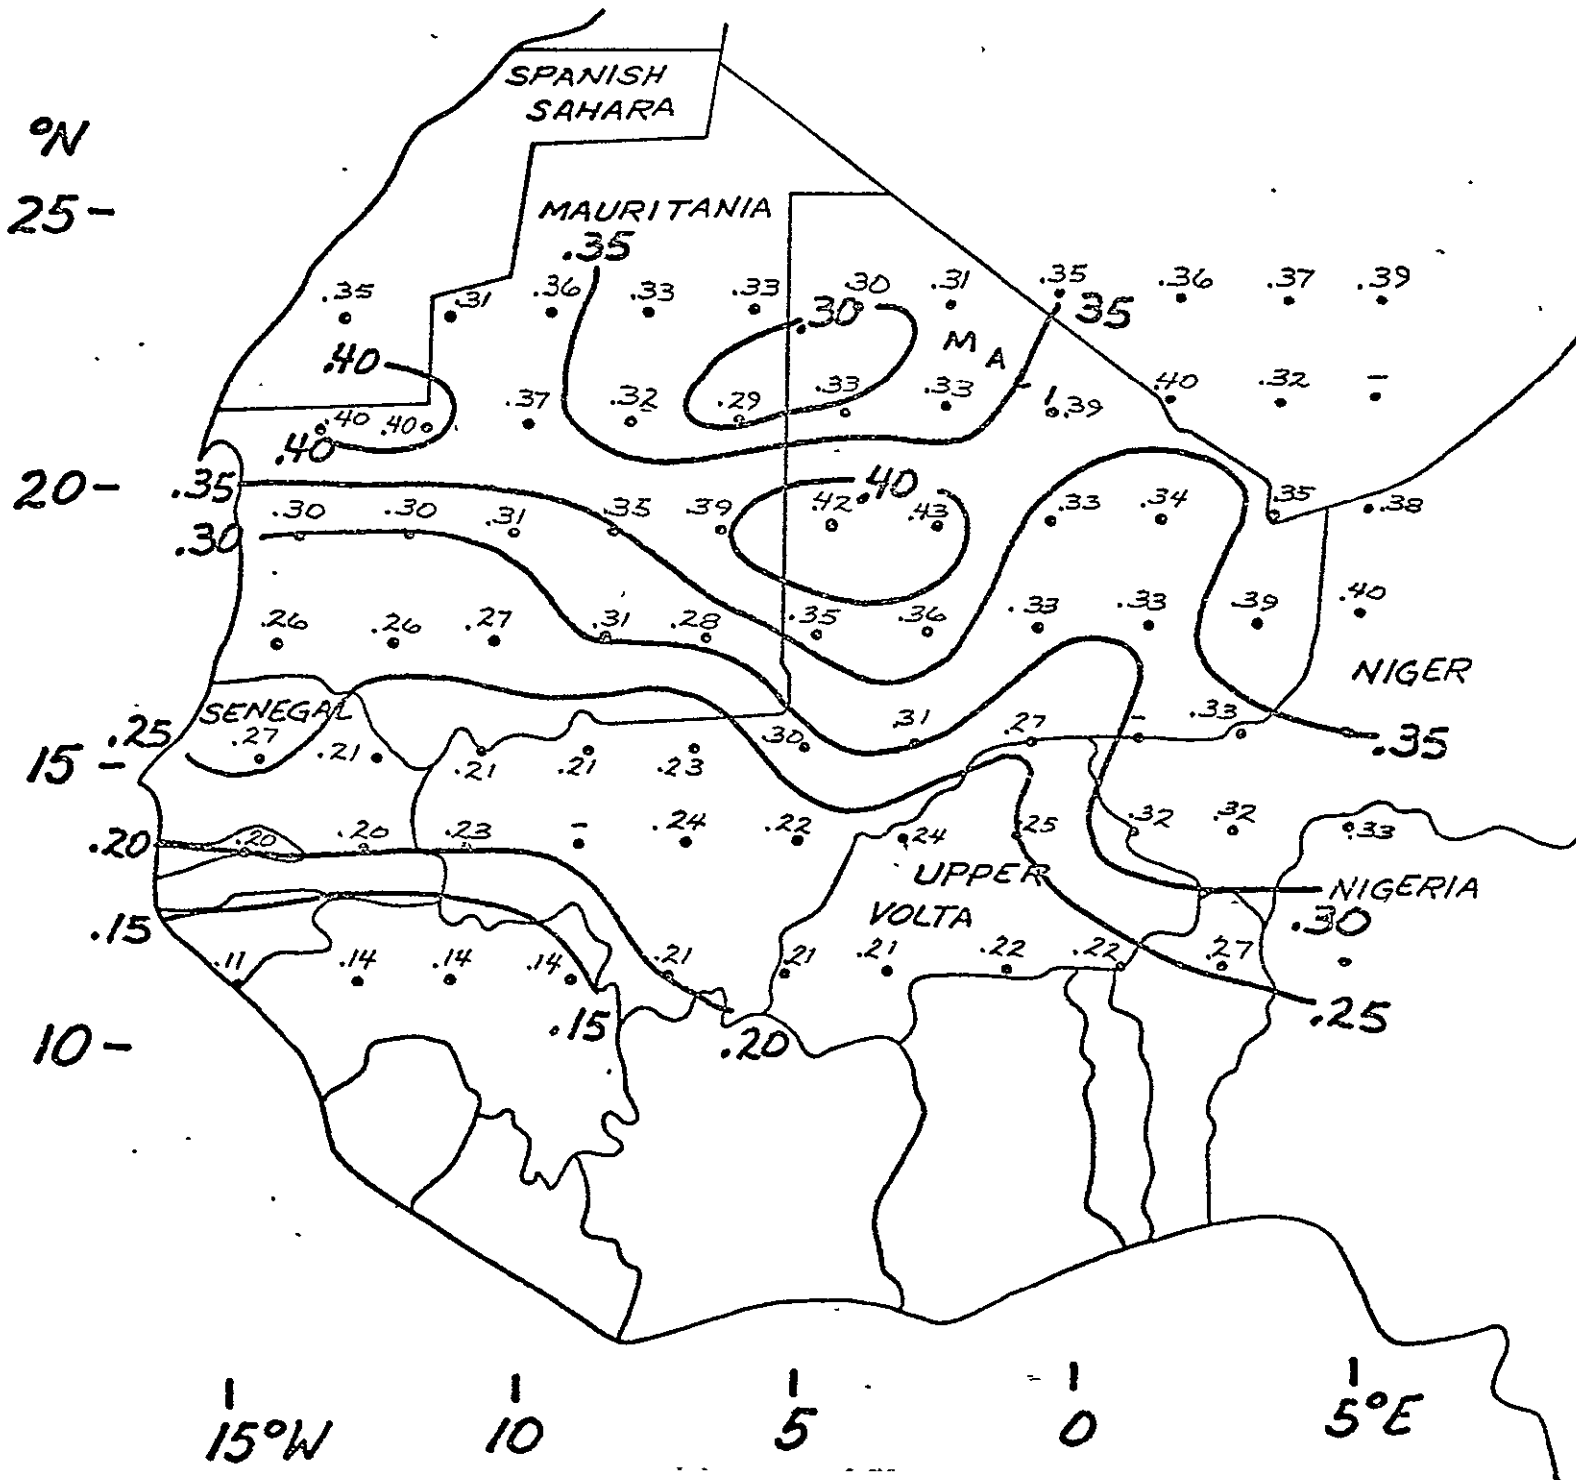 SPANISH
SAHARA
°N
25-
MAURITANIA
.35
.35 .31 .36 .33 .33 .30 .31 .35 .36 .37 .39
.30 .35
M A L I
.40
.40 .40 .37 .32 .29 .33 .33 .39 .40 .32 -
.40
20- .35 .40
.30 .30 .31 .35 .39 .42 .43 .33 .34 .35 .38
.30
.26 .26 .27 .31 .28 .35 .36 .33 .33 .39 .40
NIGER
SENEGAL
15- .25 .27 .21 .21 .21 .23 .30 .31 .27 - .33 .35
.20 .20 .20 .23 - .24 .22 .24 .25 .32 .32 .33
UPPER
VOLTA
NIGERIA
.30
.15
.11 .14 .14 .14 .21 .21 .21 .22 .22 .27
.15 .20 .25
10-
15°W 10 5 0 5°E